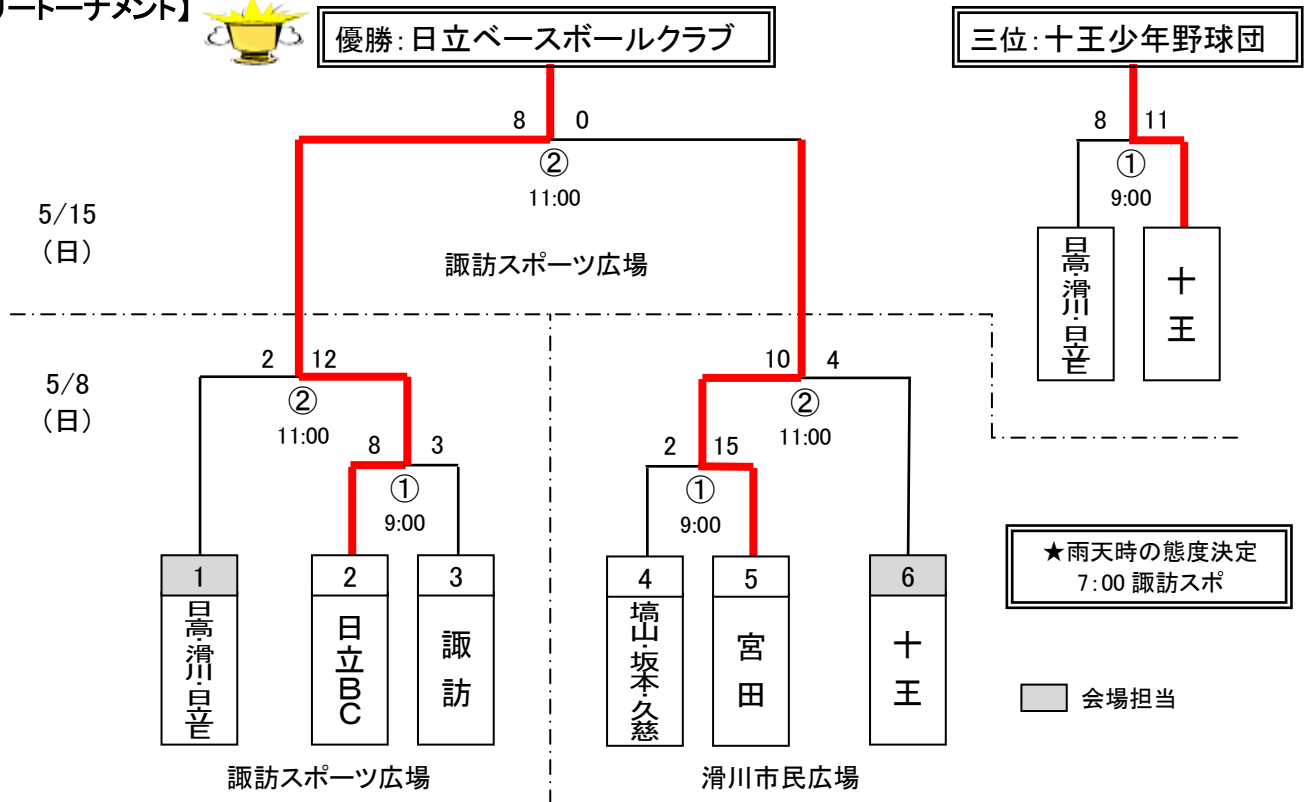 リートーナメント】
優勝:日立ベースボールクラブ
三位:十王少年野球団
8 0
②
11:00
8 11
①
9:00
5/15
(日)
諏訪スポーツ広場
日高・滑川・日立E
十王
5/8
(日)
2 12
②
11:00
10 4
②
11:00
8 3
①
9:00
2 15
①
9:00
1
日高・滑川・日立E
2
日立BC
3
諏訪
4
塙山・坂本・久慈
5
宮田
6
十王
★雨天時の態度決定
7:00 諏訪スポ
会場担当
諏訪スポーツ広場
滑川市民広場